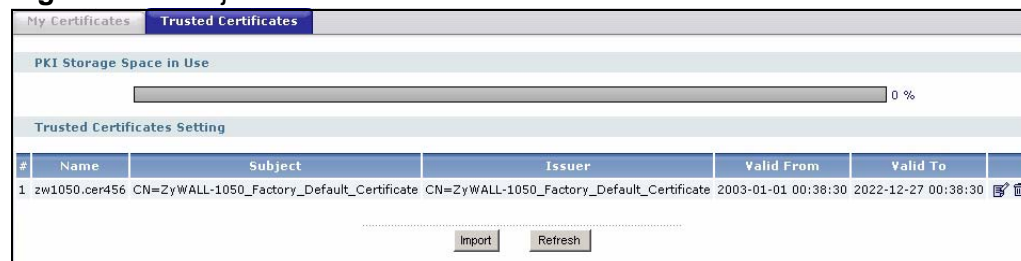 My Certificates Trusted Certificates
PKI Storage Space in Use
0 %
Trusted Certificates Setting
# Name Subject Issuer Valid From Valid To
1 zw1050.cer456 CN=ZyWALL-1050_Factory_Default_Certificate CN=ZyWALL-1050_Factory_Default_Certificate 2003-01-01 00:38:30 2022-12-27 00:38:30
Import Refresh